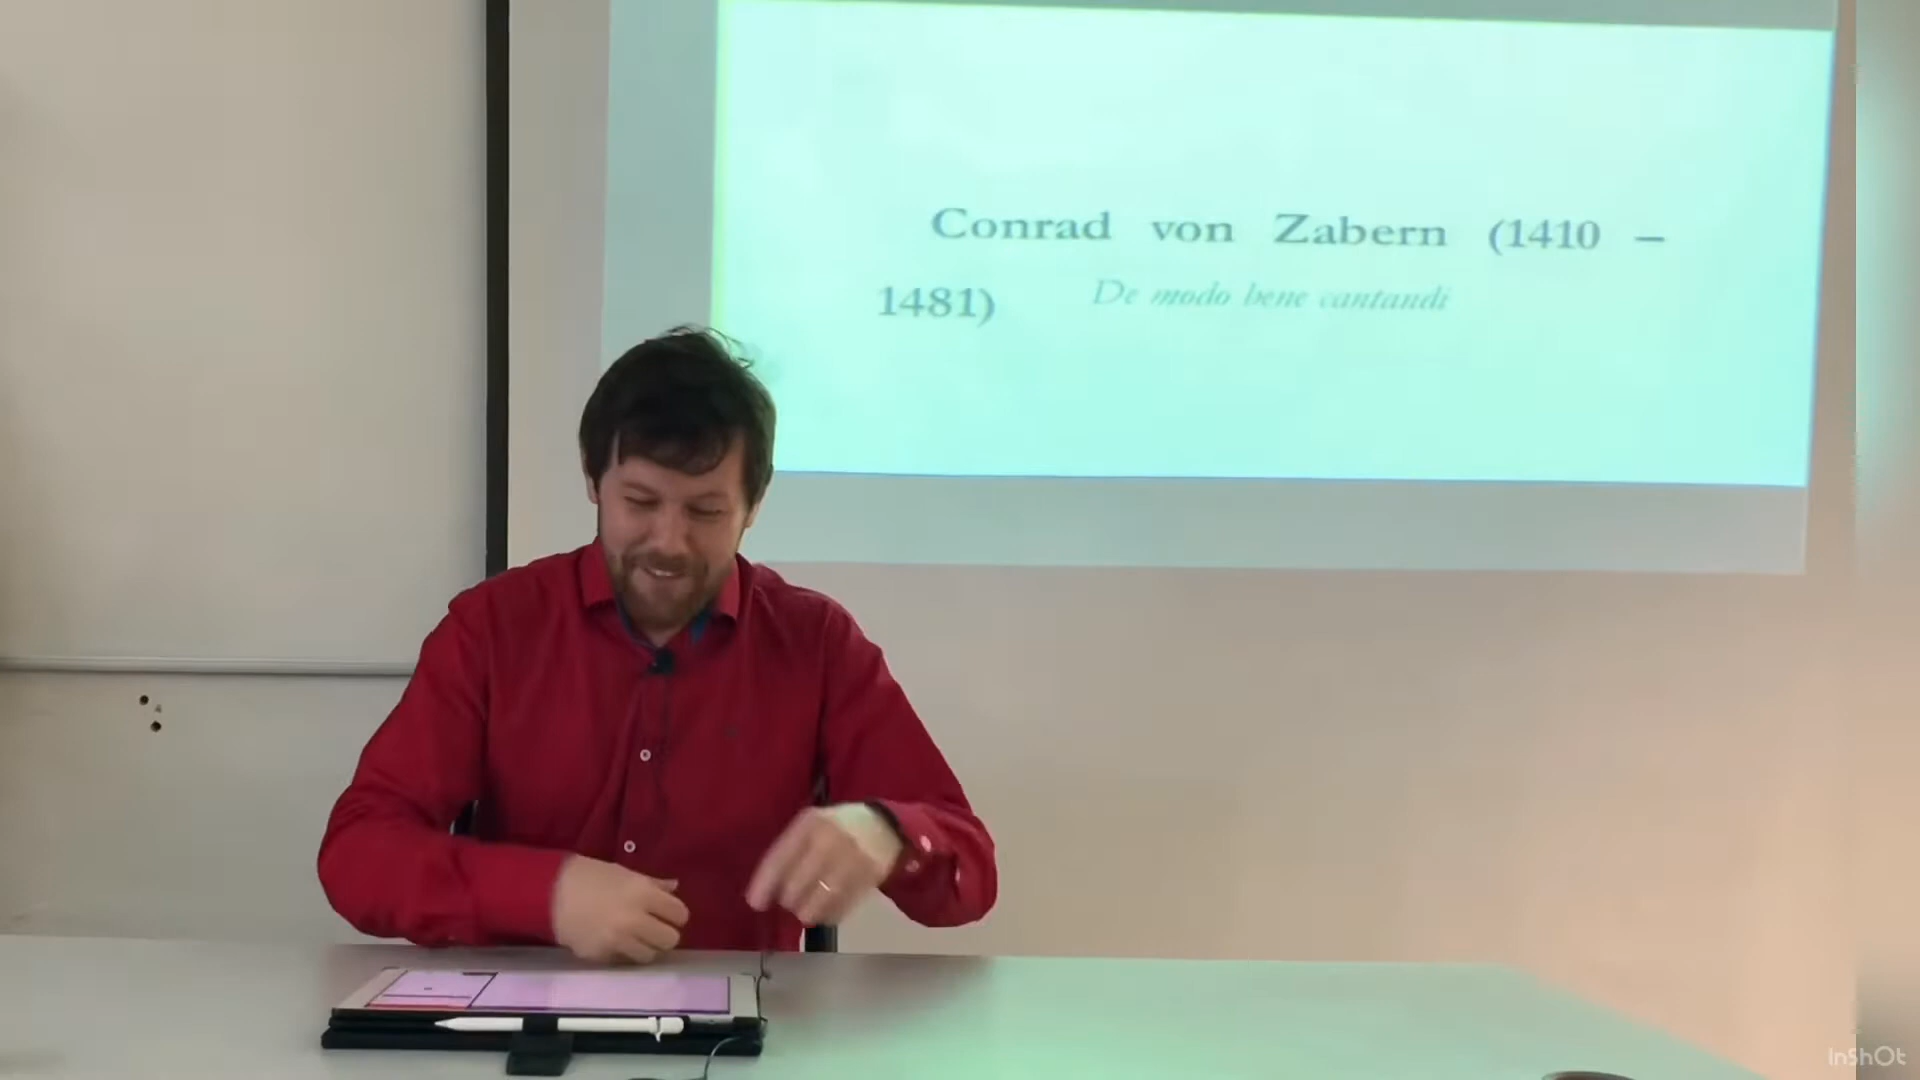 Conrad von Zabern (1410 –
1481)
De modo bene cantandi
InShOt